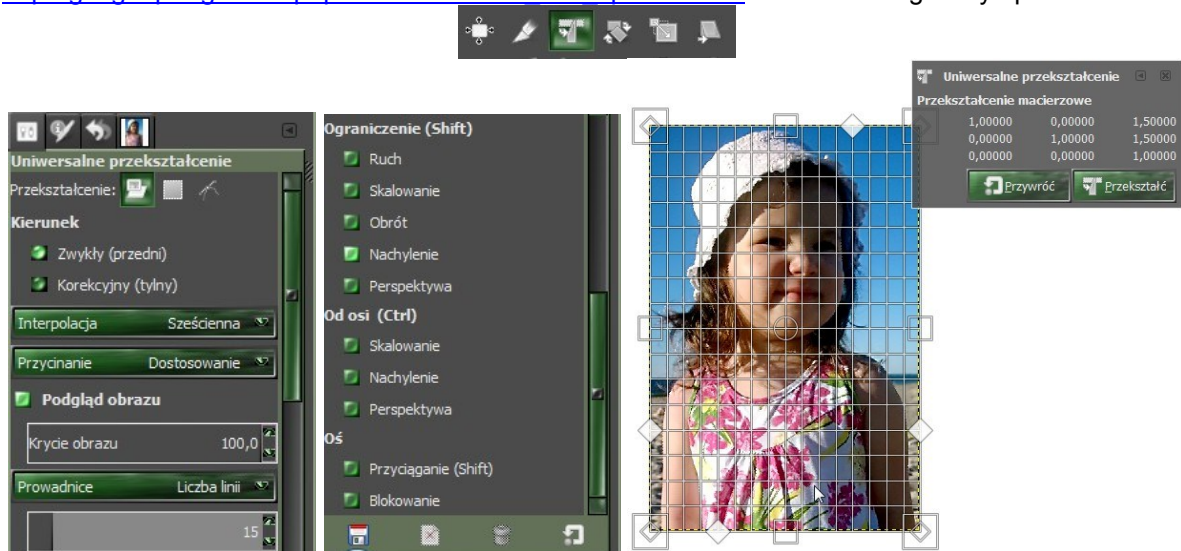 Uniwersalne przekształcenie
Przekształcenie macierzowe
1,00000 0,00000 1,50000
0,00000 1,00000 1,50000
0,00000 0,00000 1,00000
Przywróć Przekształć
Uniwersalne przekształcenie
Przekształcenie:
Kierunek
Zwykły (przedni)
Korekcyjny (tylny)
Interpolacja Sześcienna
Przycinanie Dostosowanie
Podgląd obrazu
Krycie obrazu 100,0
Prowadnice Liczba linii
15
Ograniczenie (Shift)
Ruch
Skalowanie
Obrót
Nachylenie
Perspektywa
Od osi (Ctrl)
Skalowanie
Nachylenie
Perspektywa
Oś
Przyciąganie (Shift)
Blokowanie